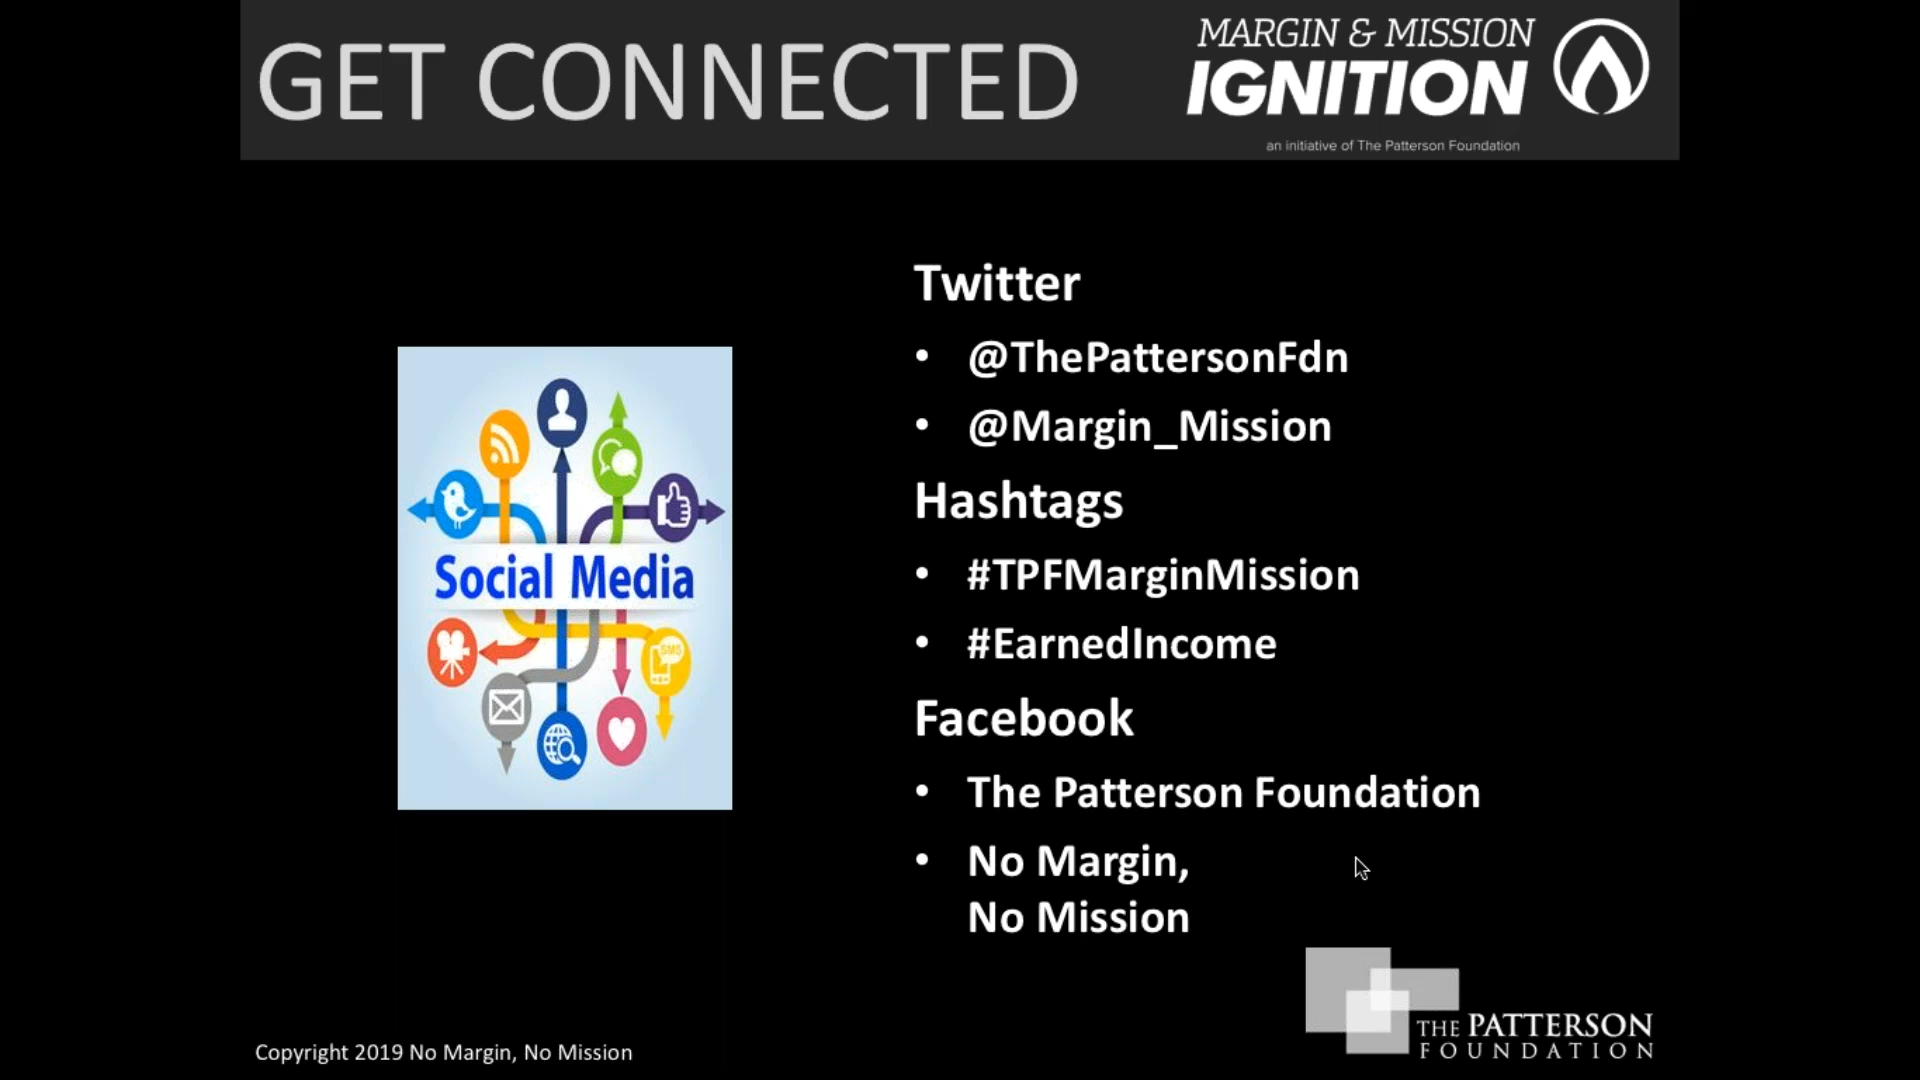 GET CONNECTED
MARGIN & MISSION
IGNITION
an initiative of The Patterson Foundation
Twitter
• @ThePattersonFdn
• @Margin_Mission
Hashtags
• #TPFMarginMission
• #EarnedIncome
Facebook
• The Patterson Foundation
• No Margin,
No Mission
Social Media
SMS
THE PATTERSON
FOUNDATION
Copyright 2019 No Margin, No Mission